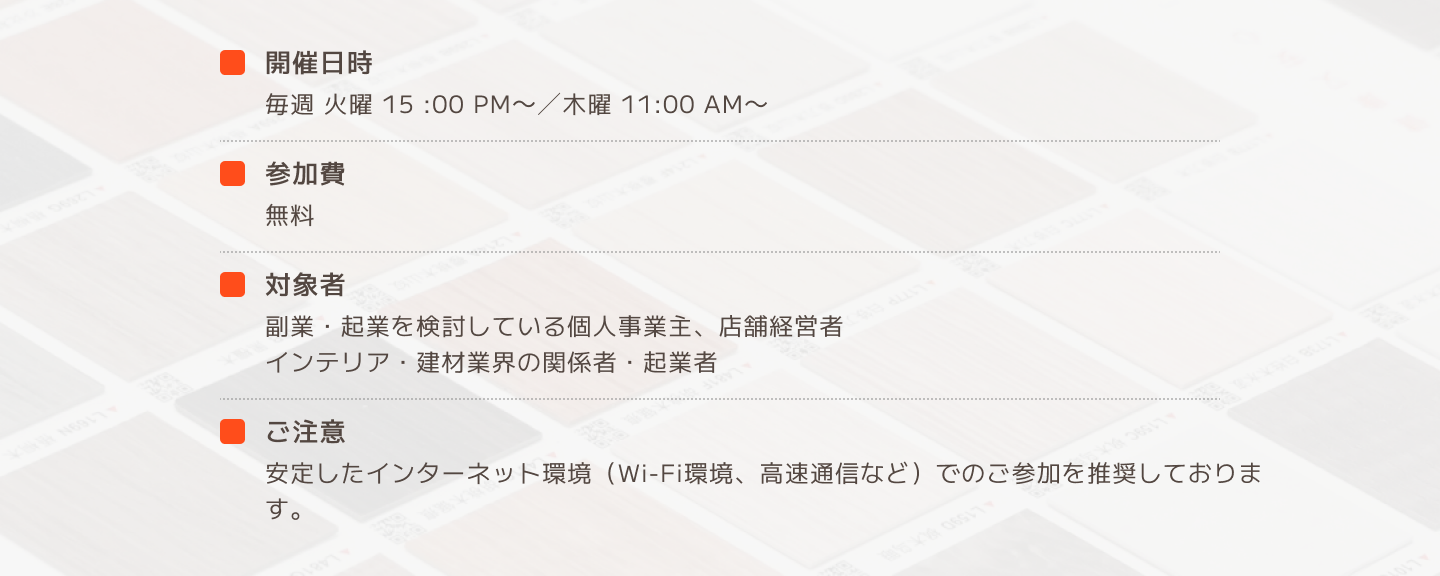 開催日時
毎週 火曜 15 :00 PM〜／木曜 11:00 AM〜
参加費
無料
対象者
副業・起業を検討している個人事業主、店舗経営者
インテリア・建材業界の関係者・起業者
ご注意
安定したインターネット環境（Wi-Fi環境、高速通信など）でのご参加を推奨しておりま
す。